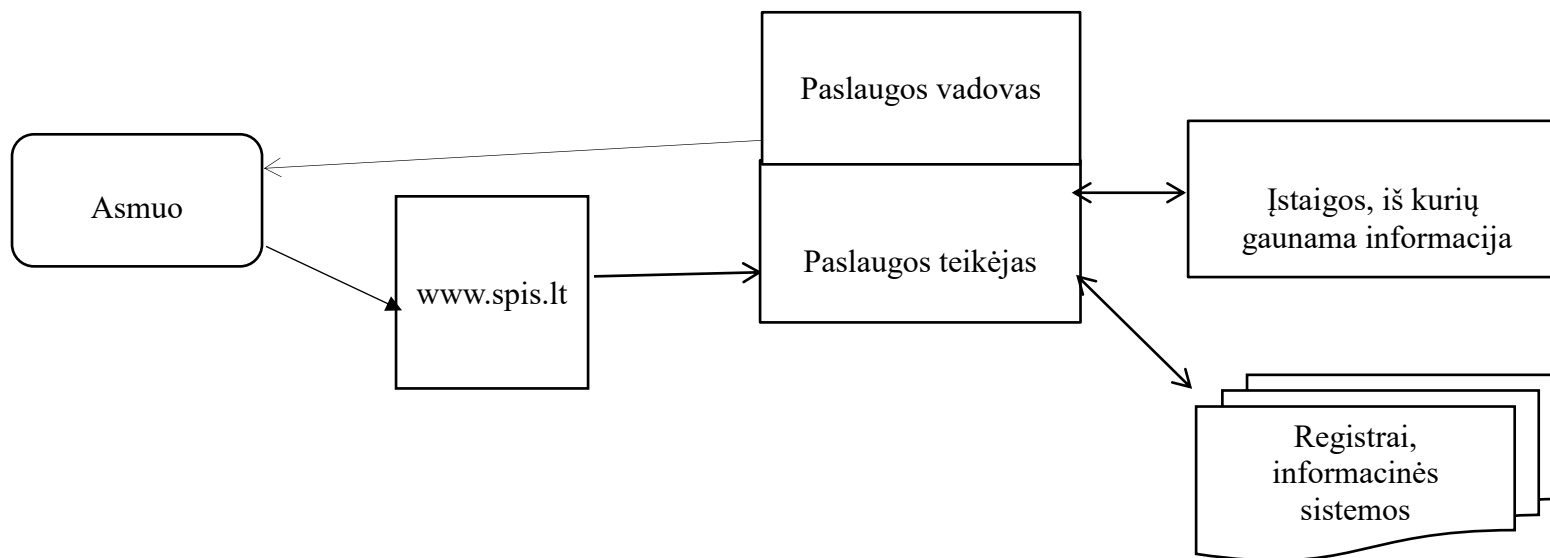 Paslaugos vadovas
Asmuo
www.spis.lt
Paslaugos teikėjas
Įstaigos, iš kurių
gaunama informacija
Registrai,
informacinės
sistemos